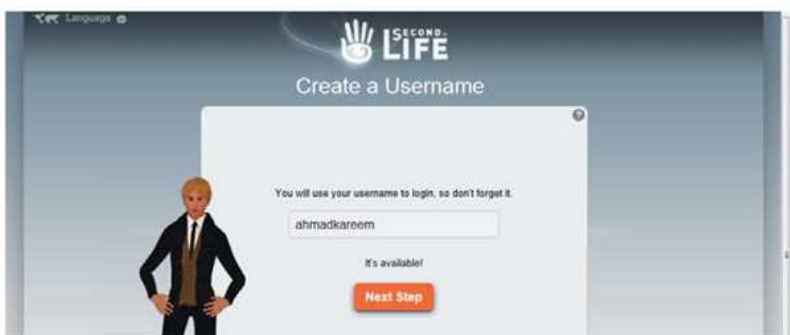 Language
SECOND
LIFE
Create a Username
?
You will use your username to login, so don't forget it.
ahmadkareem
It's available!
Next Step